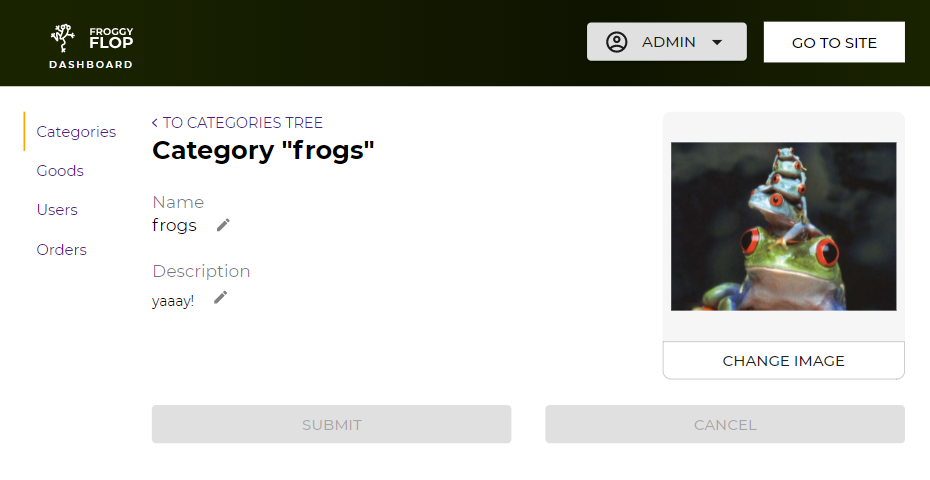 FROGGY
FLOP
DASHBOARD
ADMIN
GO TO SITE
Categories
Goods
Users
Orders
< TO CATEGORIES TREE
Category "frogs"
Name
frogs
Description
yaaay!
CHANGE IMAGE
SUBMIT
CANCEL